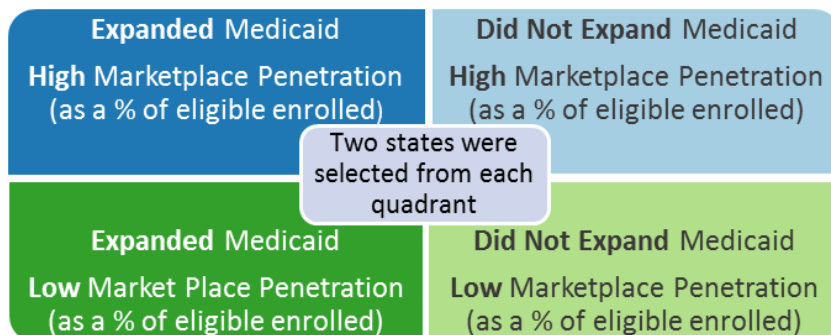 Expanded Medicaid
High Marketplace Penetration
(as a % of eligible enrolled)
Did Not Expand Medicaid
High Marketplace Penetration
(as a % of eligible enrolled)
Two states were
selected from each
quadrant
Expanded Medicaid
Low Market Place Penetration
(as a % of eligible enrolled)
Did Not Expand Medicaid
Low Marketplace Penetration
(as a % of eligible enrolled)